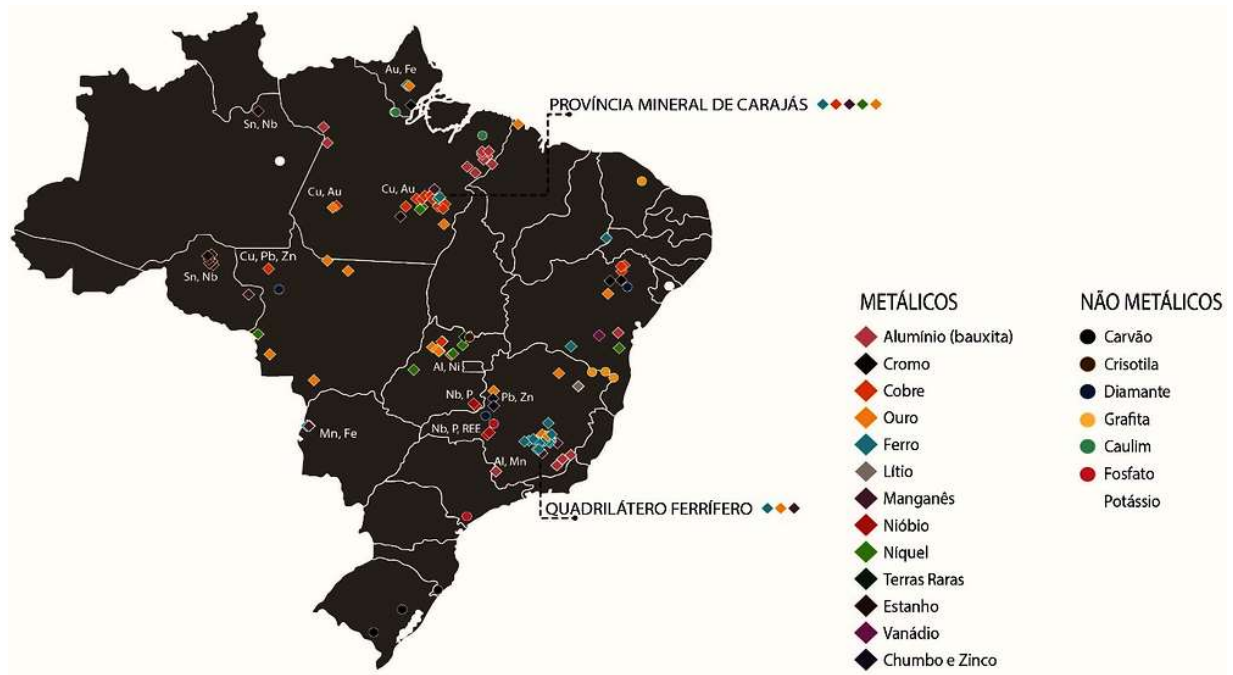 Au, Fe
PROVÍNCIA MINERAL DE CARAJÁS
Sn, Nb
Cu, Au
Cu, Au
Cu, Pb, Zn
Sn, Nb
Al, Ni
Nb, P
Pb, Zn
Nb, P, REE
Mn, Fe
Al, Mn
QUADRILÁTERO FERRÍFERO
METÁLICOS
Alumínio (bauxita)
Cromo
Cobre
Ouro
Ferro
Lítio
Manganês
Nióbio
Níquel
Terras Raras
Estanho
Vanádio
Chumbo e Zinco
NÃO METÁLICOS
Carvão
Crisotila
Diamante
Grafita
Caulim
Fosfato
Potássio